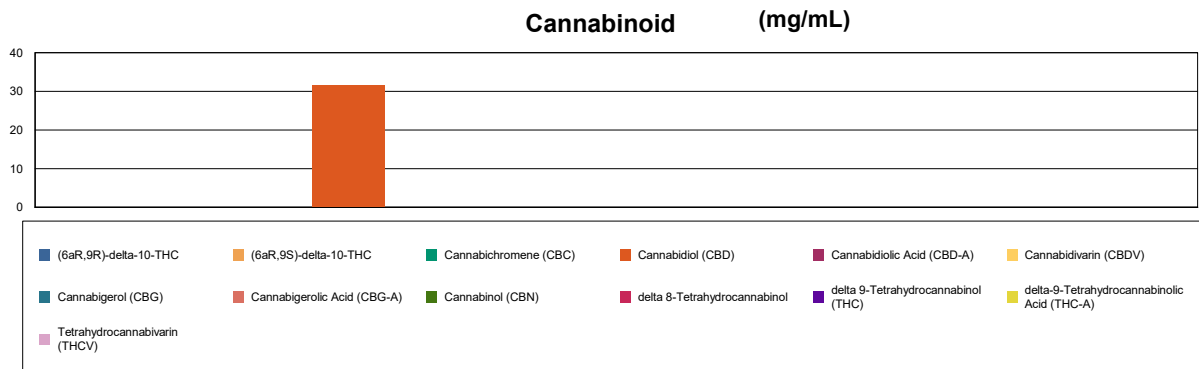 Cannabinoid (mg/mL)
40
30
20
10
0
(6aR,9R)-delta-10-THC
(6aR,9S)-delta-10-THC
Cannabichromene (CBC)
Cannabidiol (CBD)
Cannabidiolic Acid (CBD-A)
Cannabidivarin (CBDV)
Cannabigerol (CBG)
Cannabigerolic Acid (CBG-A)
Cannabinol (CBN)
delta 8-Tetrahydrocannabinol
delta 9-Tetrahydrocannabinol
(THC)
delta-9-Tetrahydrocannabinolic
Acid (THC-A)
Tetrahydrocannabivarin
(THCV)